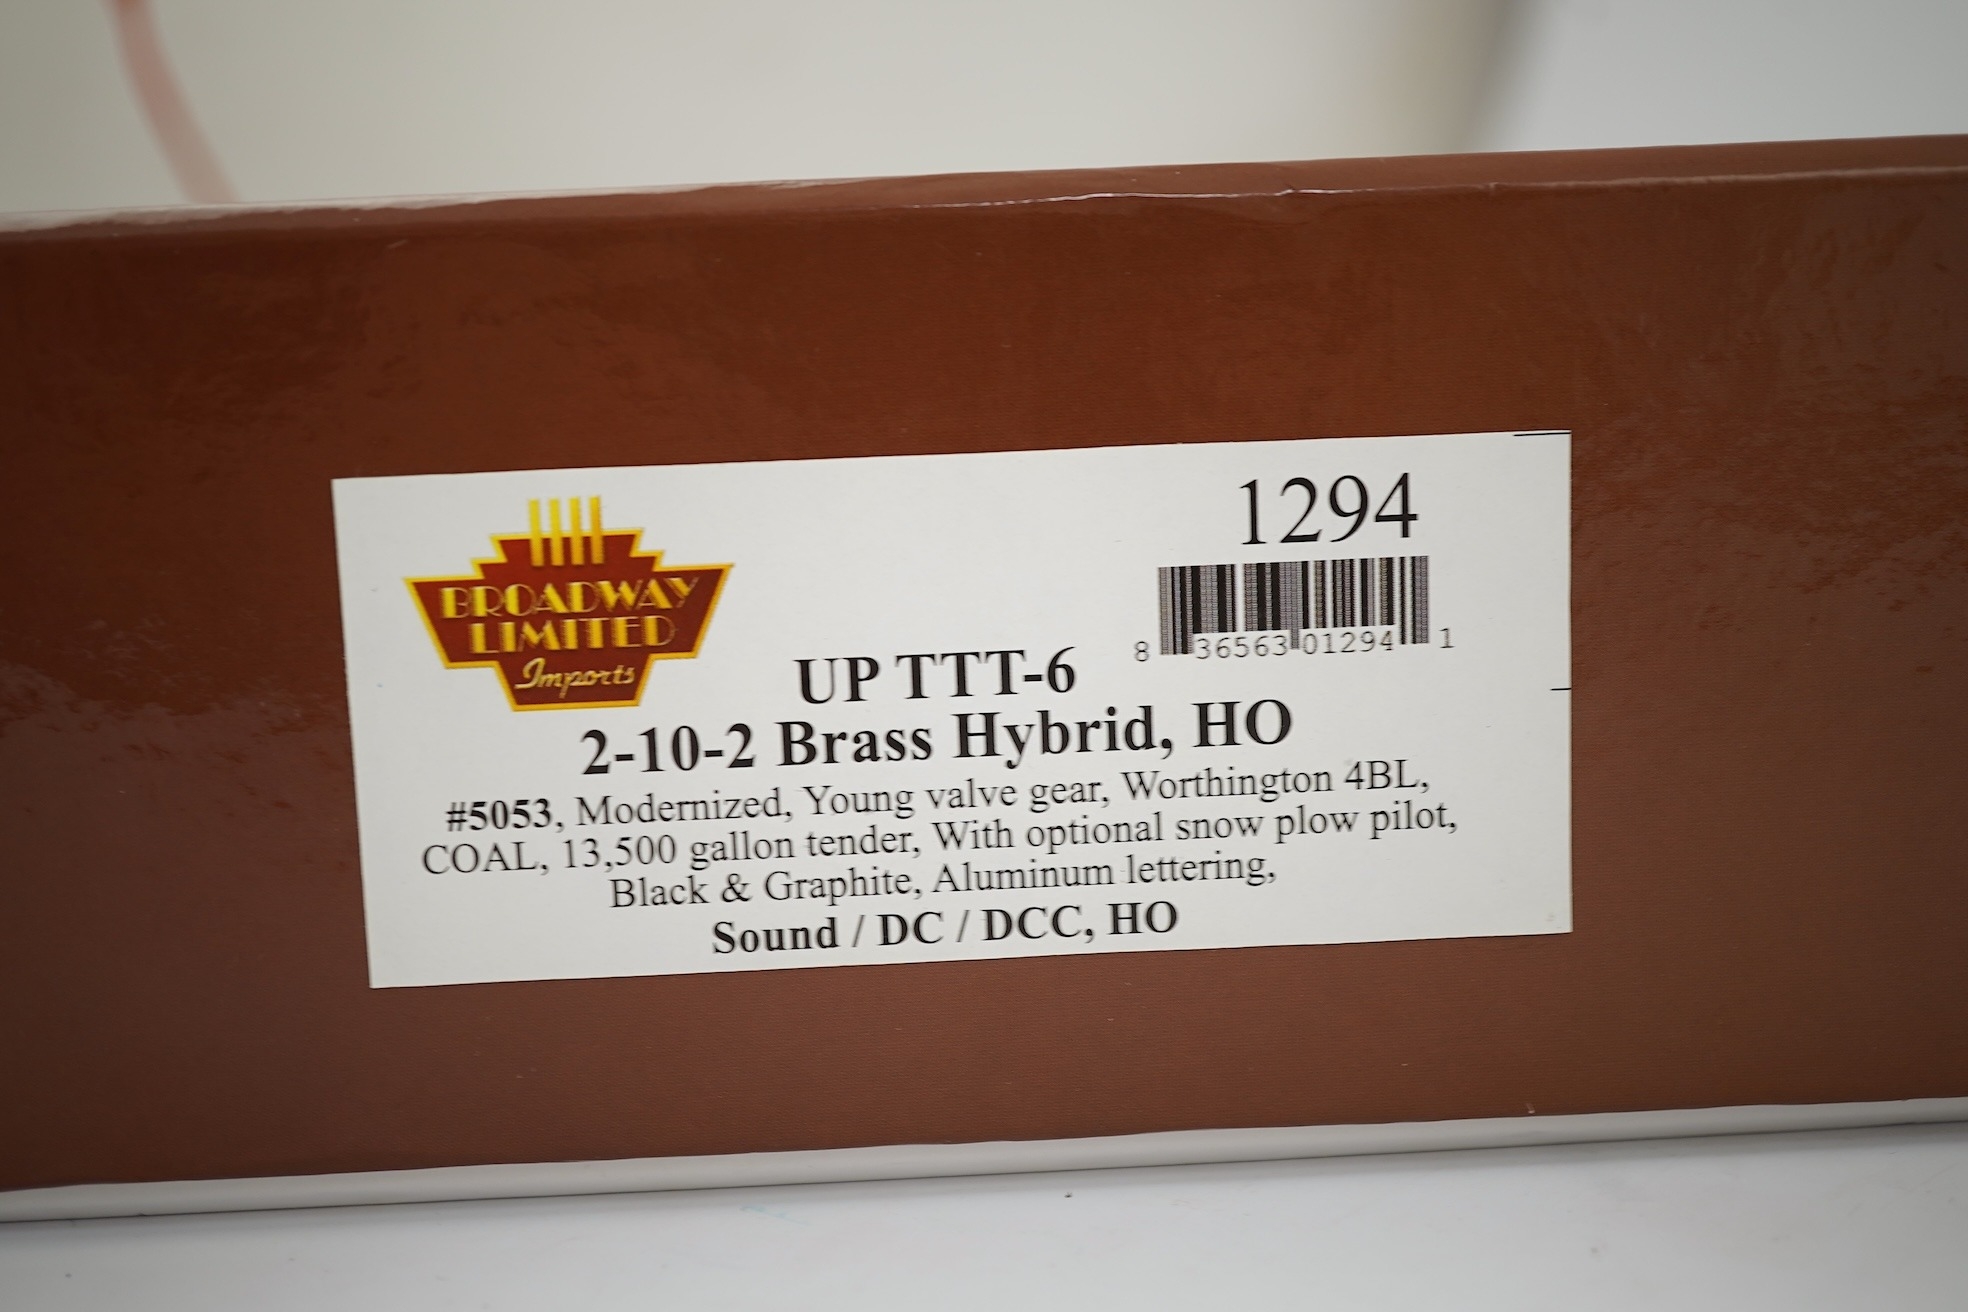 1294
BROADWAY
LIMITED
Imports
8 36563 01294 1
UP TTT-6
2-10-2 Brass Hybrid, HO
#5053, Modernized, Young valve gear, Worthington 4BL,
COAL, 13,500 gallon tender, With optional snow plow pilot,
Black & Graphite, Aluminum lettering,
Sound / DC / DCC, HO